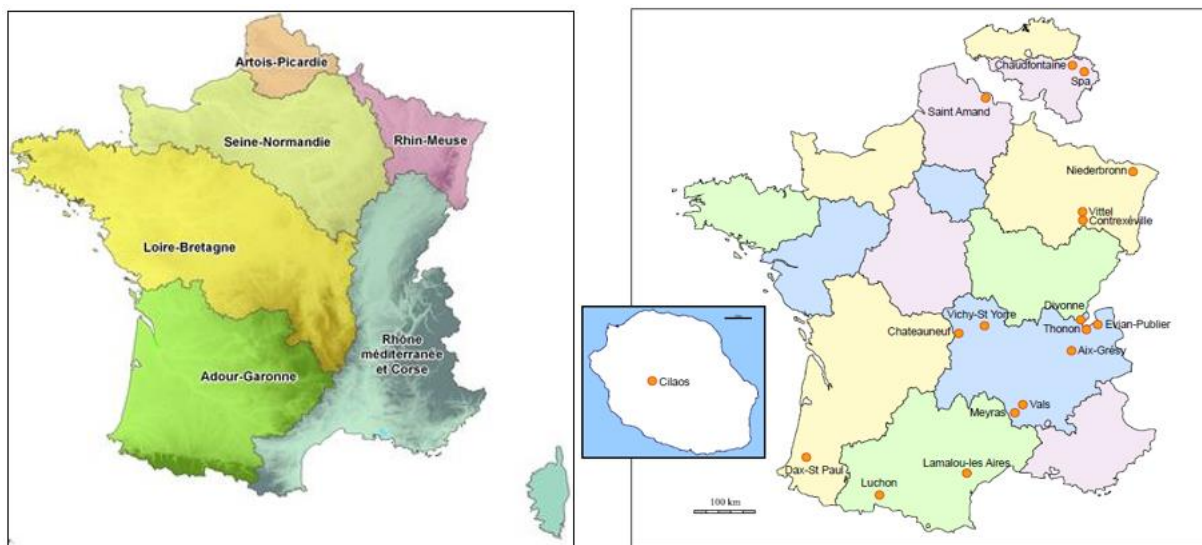 Artois-Picardie
Seine-Normandie
Rhin-Meuse
Loire-Bretagne
Rhône
méditerranée
et Corse
Adour-Garonne
Chaudfontaine
Spa
Saint Amand
Niederbronn
Vittel
Contrexéville
Divonne
Vichy-St Yorre
Evian-Publier
Thonon
Chateauneuf
Aix-Grésy
Cilaos
Vals
Meyras
Lamalou-les Aires
Dax-St Paul
Luchon
100 km